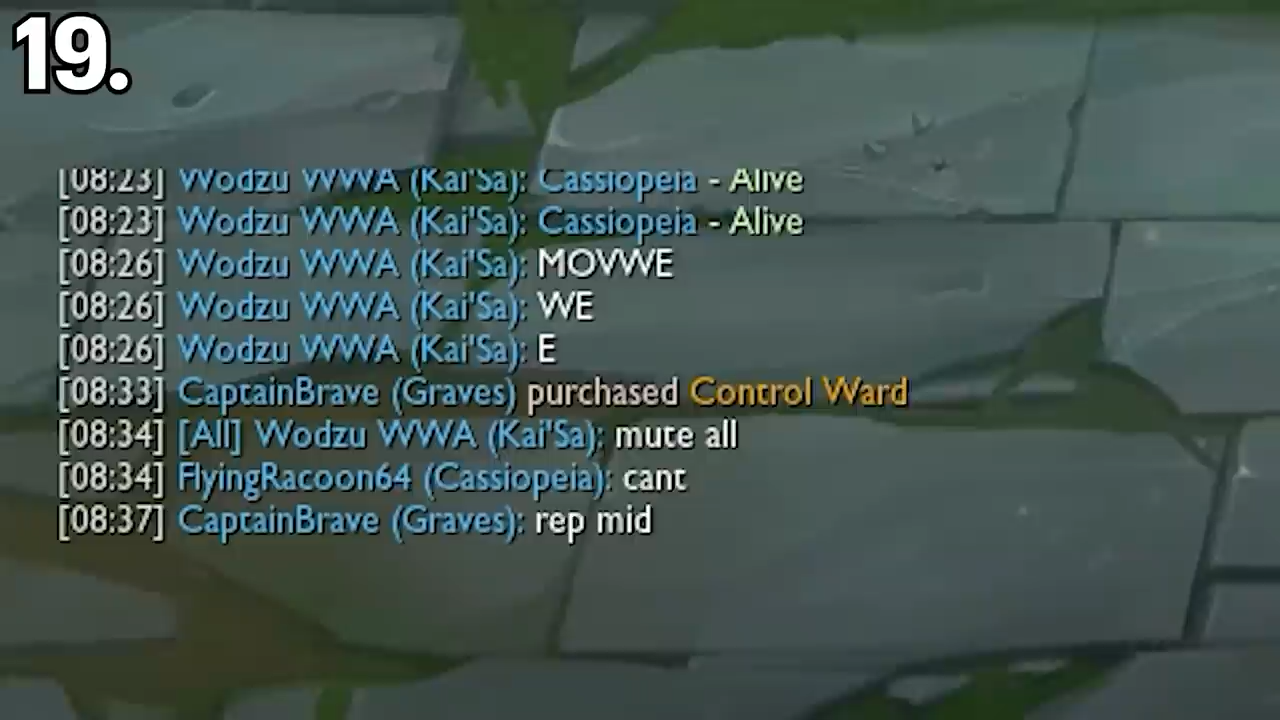 19.
[08:23] Wodzu WWA (Kai'Sa): Cassiopeia - Alive
[08:23] Wodzu WWA (Kai'Sa): Cassiopeia - Alive
[08:26] Wodzu WWA (Kai'Sa): MOVWE
[08:26] Wodzu WWA (Kai'Sa): WE
[08:26] Wodzu WWA (Kai'Sa): E
[08:33] CaptainBrave (Graves) purchased Control Ward
[08:34] [All] Wodzu WWA (Kai'Sa): mute all
[08:34] FlyingRacoon64 (Cassiopeia): cant
[08:37] CaptainBrave (Graves): rep mid